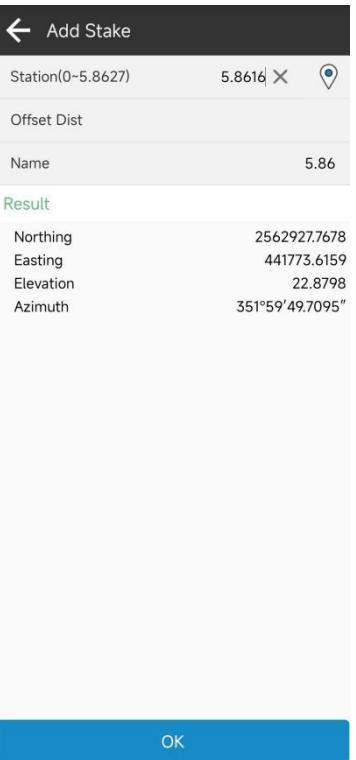 Add Stake
Station(0~5.8627) 5.8616
Offset Dist
Name 5.86
Result
Northing 2562927.7678
Easting 441773.6159
Elevation 22.8798
Azimuth 351°59′49.7095″
OK